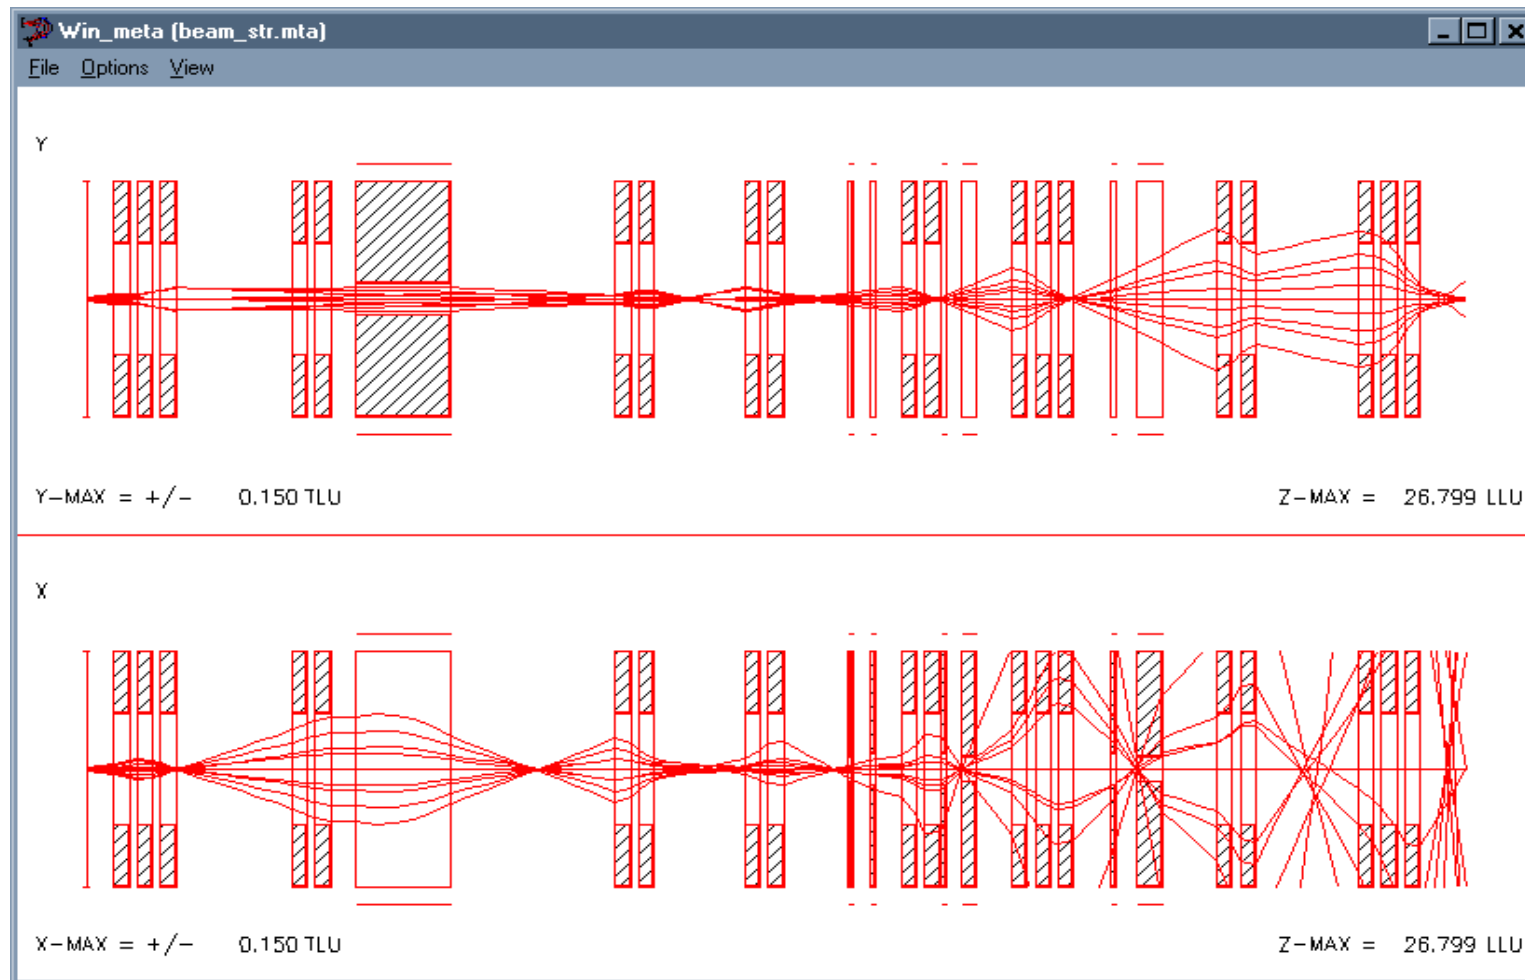 Win_meta (beam_str.mta)
File Options View
Y
Y-MAX = +/- 0.150 TLU Z-MAX = 26.799 LLU
X
X-MAX = +/- 0.150 TLU Z-MAX = 26.799 LLU